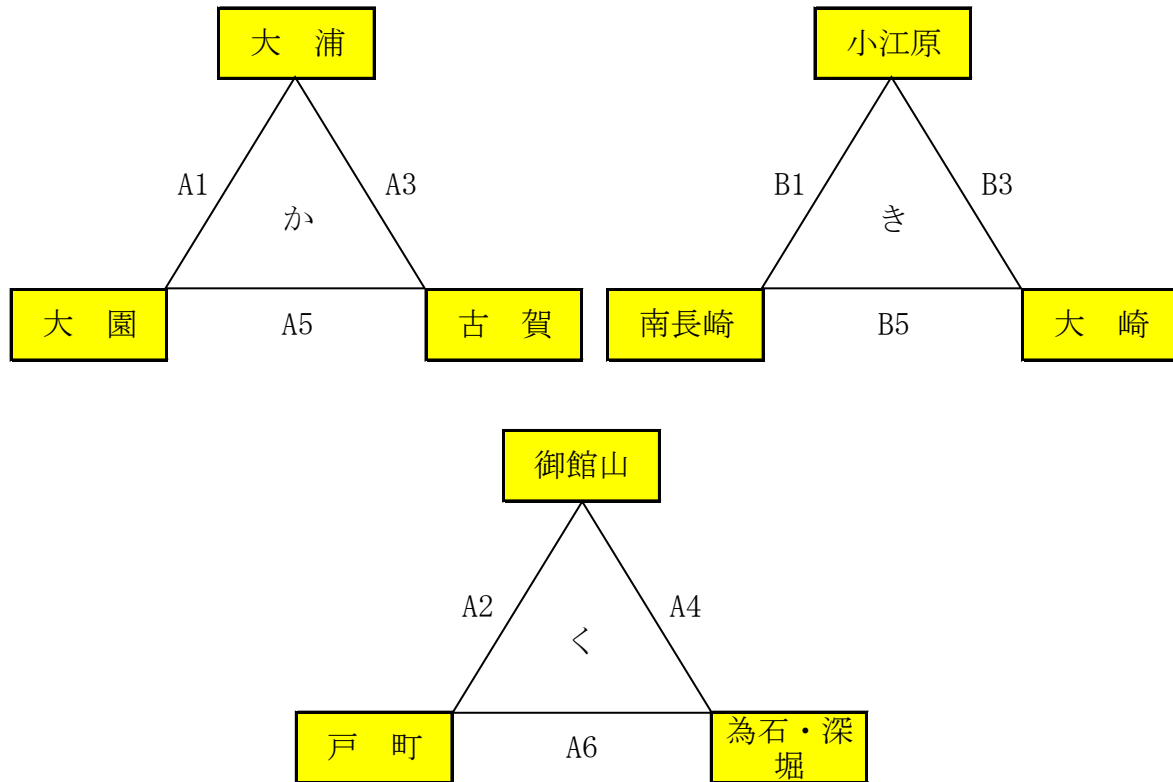 大　浦
小江原
A1
A3
B1
B3
か
き
大　園
A5
古　賀
南長崎
B5
大　崎
御館山
A2
A4
く
戸　町
A6
為石・深
堀